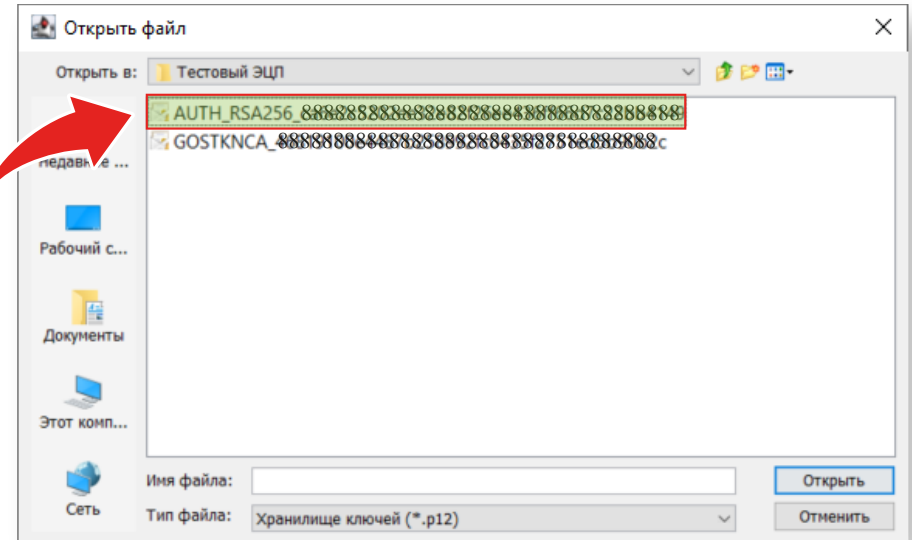 Открыть файл
Открыть в: Тестовый ЭЦП
AUTH_RSA256_
GOSTKNCA_
Недавние ...
Рабочий с...
Документы
Этот комп...
Сеть
Имя файла:
Открыть
Тип файла: Хранилище ключей (*.p12)
Отменить